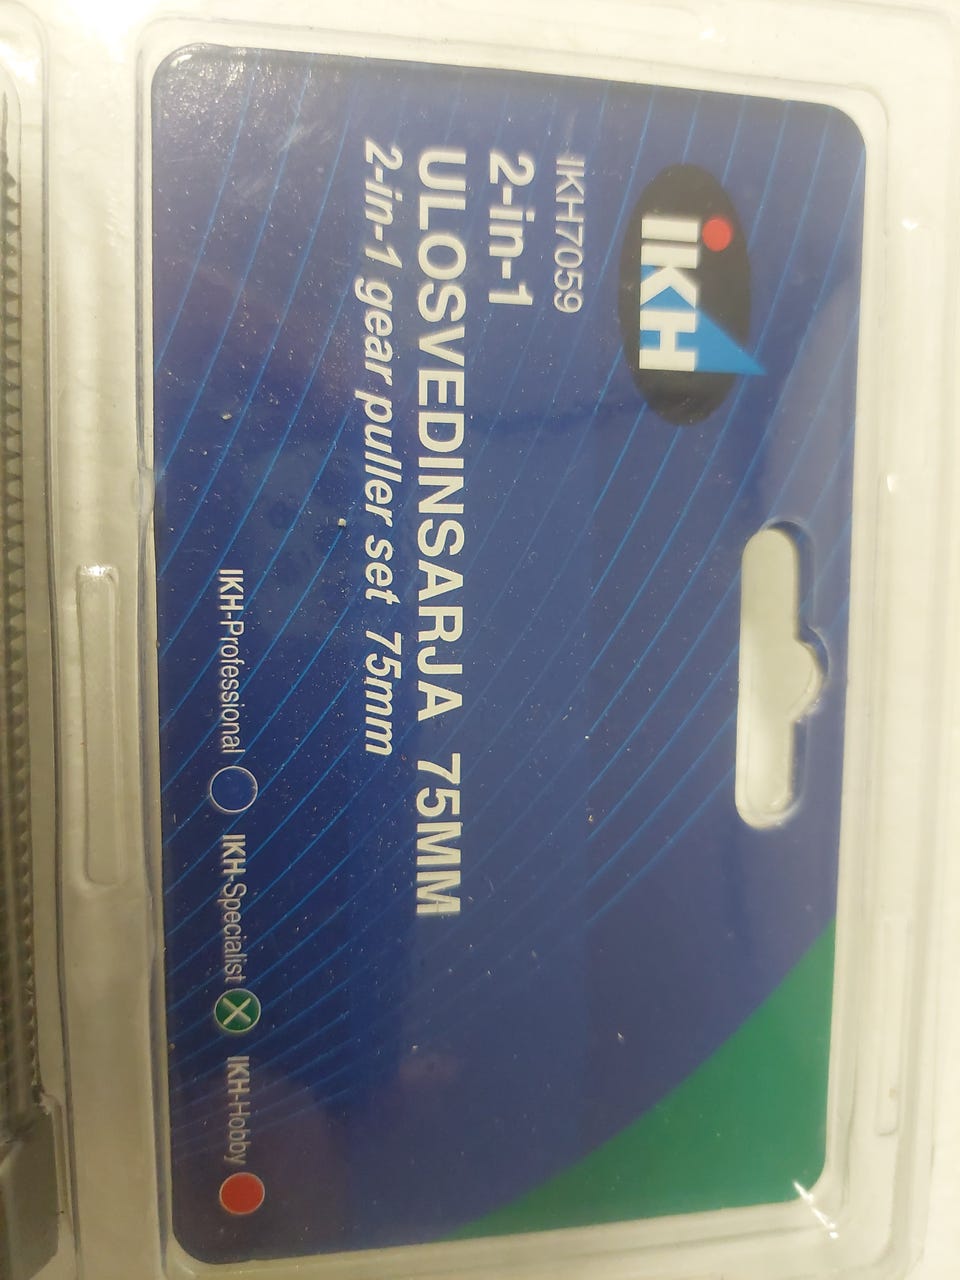 IKH
IKH7059
2-in-1
ULOSVEDINSARJA 75MM
2-in-1 gear puller set 75mm
IKH-Professional IKH-Specialist X IKH-Hobby